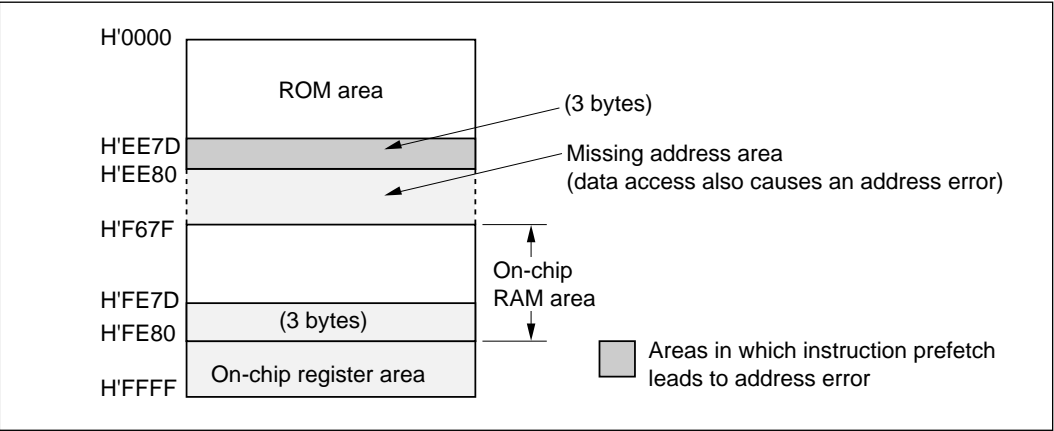 H'0000
ROM area
(3 bytes)
H'EE7D
Missing address area
H'EE80
(data access also causes an address error)
H'F67F
On-chip
RAM area
H'FE7D
(3 bytes)
H'FE80
Areas in which instruction prefetch
leads to address error
On-chip register area
H'FFFF